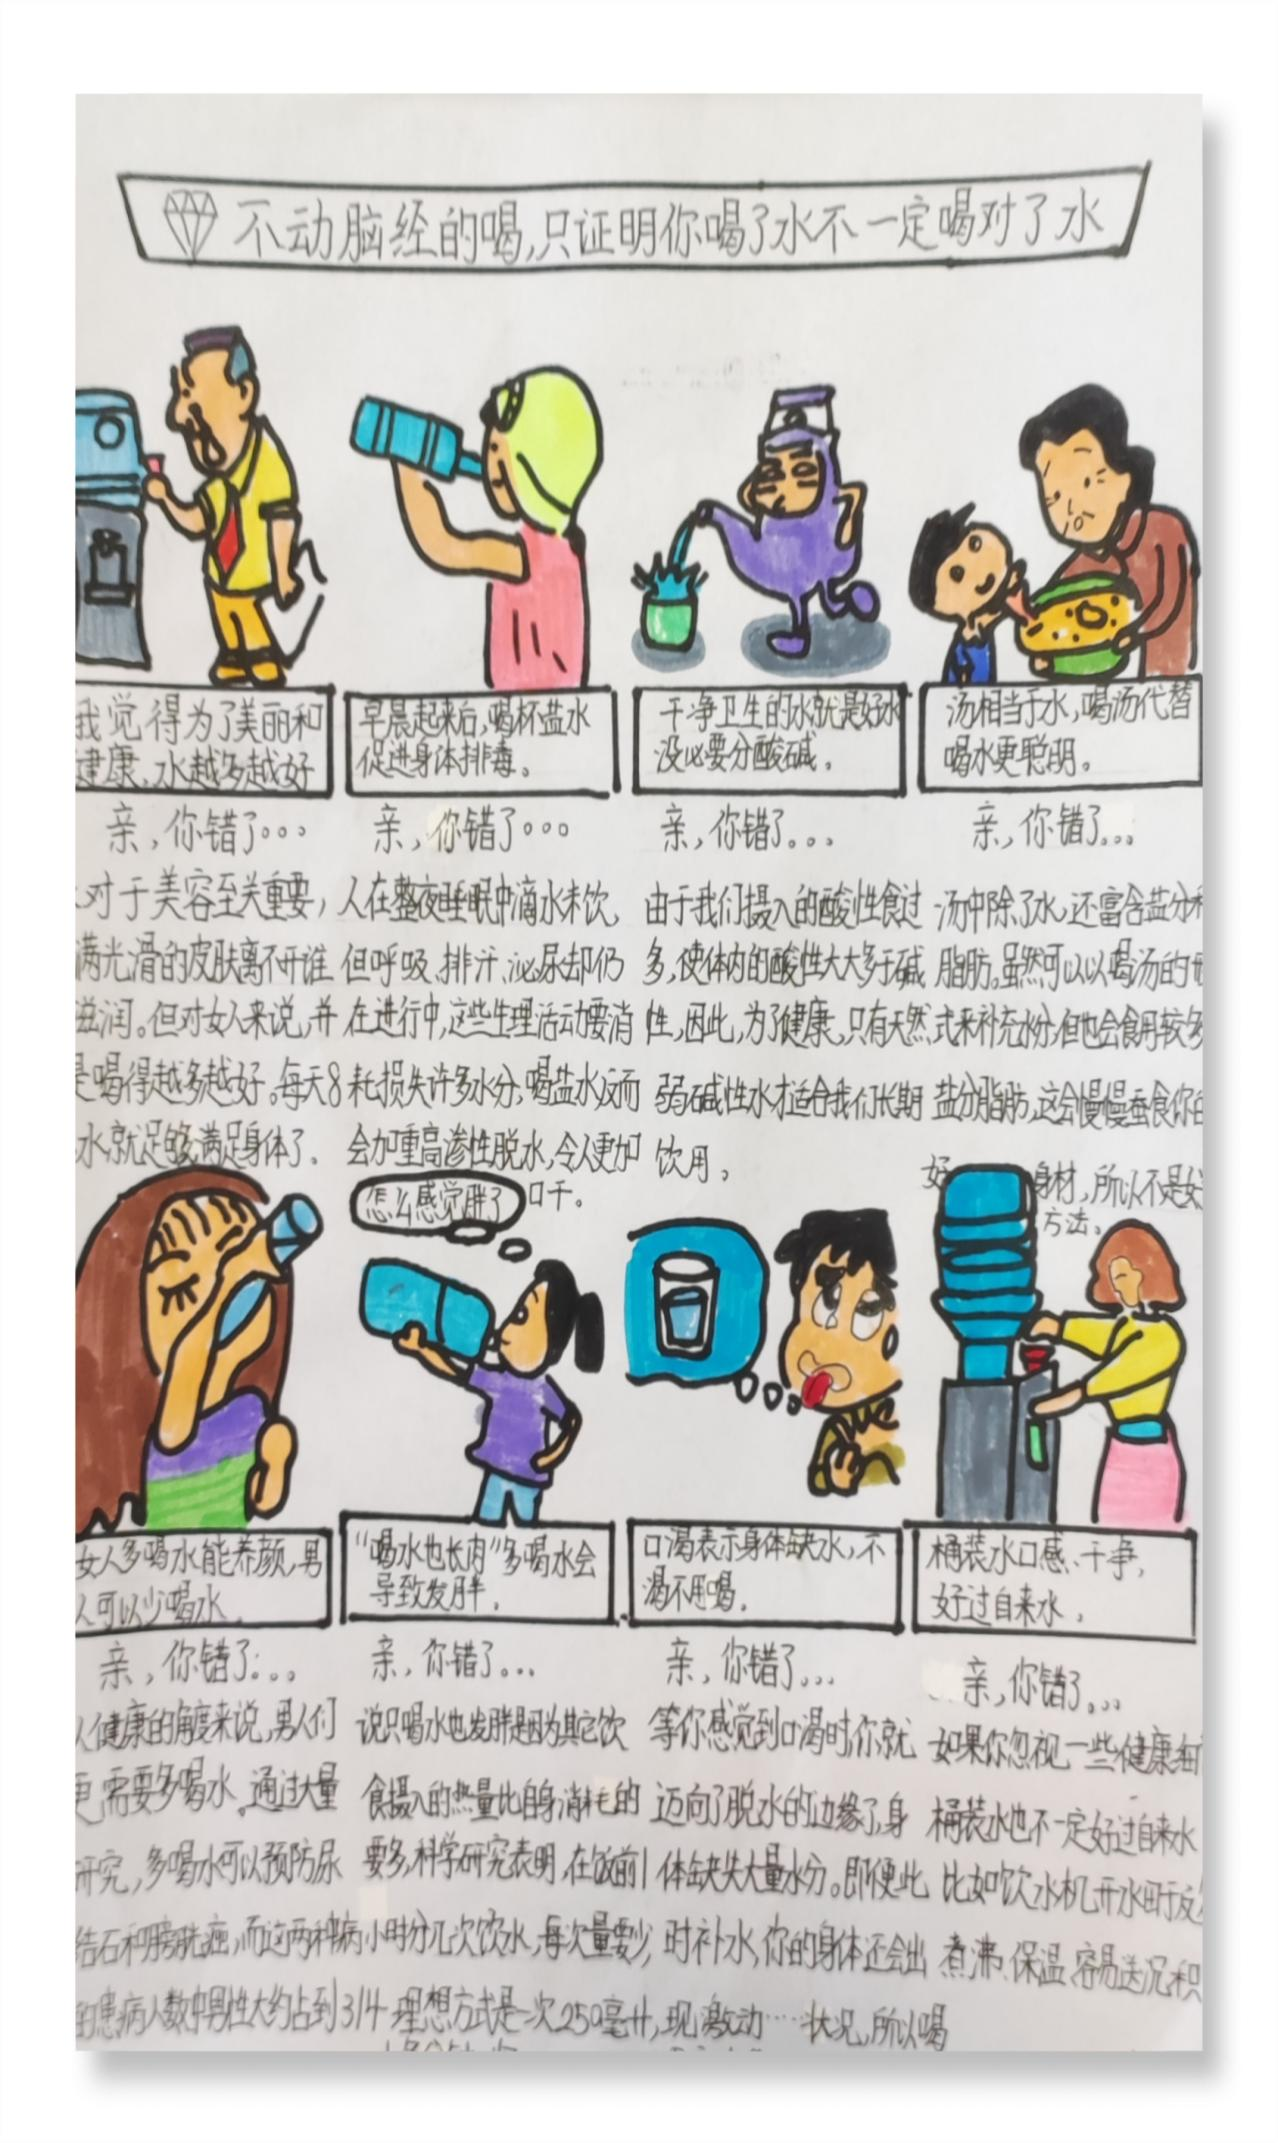 不动脑经的喝,只证明你喝了水不一定喝对了水
我觉得为了美丽和
建康、水越多越好
亲,你错了。。。
对于美容至关重要,
满光滑的皮肤离不开谁
滋润。但对女人来说,并
是喝得越多越好。每天8
水就足够满足身体了.
早晨起来后,喝杯盐水
促进身体排毒。
亲,你错了。。。
人在整夜睡眠中滴水未饮,
但呼吸、排汗、泌尿却仍
在进行中,这些生理活动要消
耗损失许多水分,喝盐水反而
会加重高渗性脱水,令人更加
口干。
干净卫生的水就是好水
没必要分酸碱.
亲,你错了。。。
由于我们摄入的酸性食过
多,使体内的酸性大大多于碱
性,因此,为了健康,只有天然
弱碱性水才适合我们长期
饮用。
汤相当于水,喝汤代替
喝水更聪明。
亲,你错了...
汤中除了水,还富含盐分和
脂肪。虽然可以以喝汤的
式来补充水分,但也会食用较多
盐分脂肪,这会慢慢蚕食你的
好身材,所以不是好
方法。
女人多喝水能养颜,男
人可以少喝水.
亲,你错了...
人健康的角度来说,男人们
更需要多喝水。通过大量
研究,多喝水可以预防尿
结石和膀胱癌,而这两种病
的患病人数中男性大约占到3/4
怎么感觉胖了
“喝水也长肉”多喝水会
导致发胖.
亲,你错了...
说只喝水也发胖是因为其它饮
食摄入的热量比自身消耗的
要多,科学研究表明,在饭前1
小时分几次饮水,每次量要少,
理想方式是一次250毫升,
口渴表示身体缺水,不
渴不用喝.
亲,你错了...
等你感觉到口渴时,你就
迈向了脱水的边缘了,身
体缺失大量水分。即便此
时补水,你的身体还会出
现激动……状况,所以喝
桶装水口感、干净,
好过自来水.
亲,你错了...
如果你忽视一些健康细
桶装水也不一定好过自来水
比如饮水机开水由于反
煮沸、保温,容易送沉积